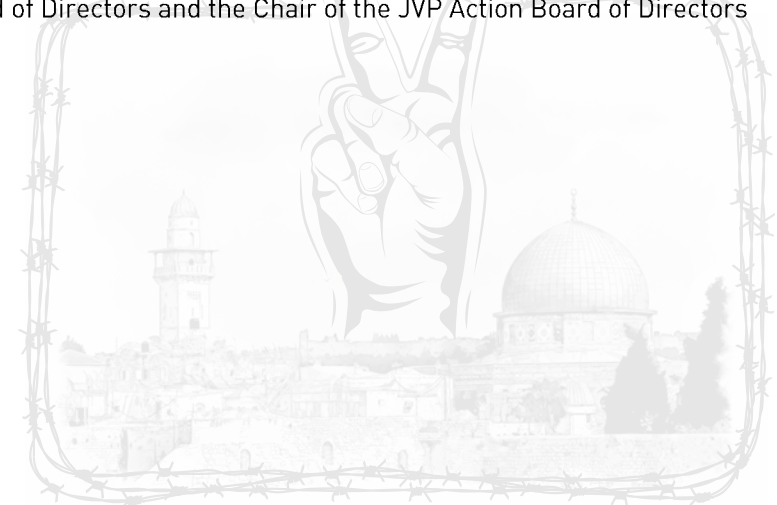 of Directors and the Chair of the JVP Action Board of Directors